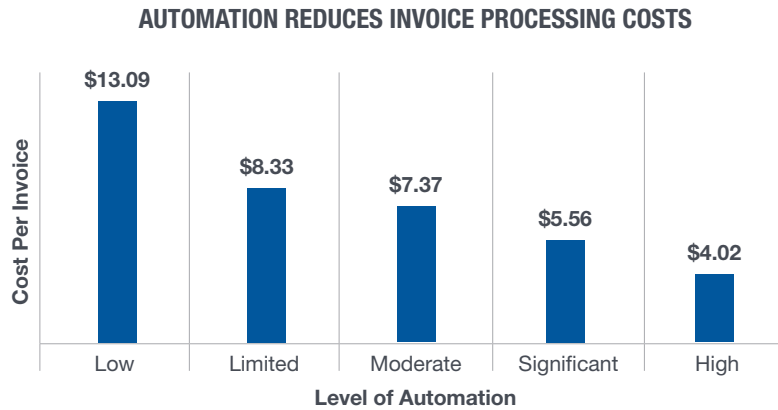 AUTOMATION REDUCES INVOICE PROCESSING COSTS
$13.09
$8.33
$7.37
$5.56
$4.02
Cost Per Invoice
Low
Limited
Moderate
Significant
High
Level of Automation